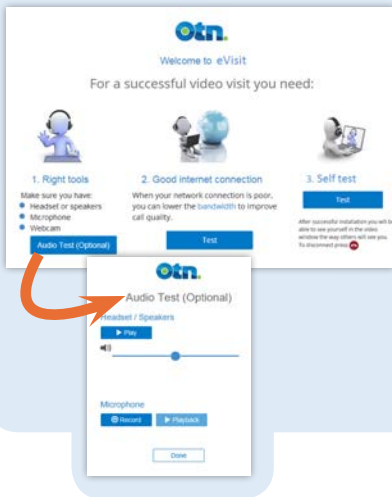 otn.
Welcome to eVisit
For a successful video visit you need:
1. Right tools
Make sure you have:
Headset or speakers
Microphone
Webcam
Audio Test (Optional)
2. Good internet connection
When your network connection is poor,
you can lower the bandwidth to improve
call quality.
Test
3. Self test
Test
After successful installation you will be
able to see yourself in the video
window the way others will see you.
To disconnect press
otn.
Audio Test (Optional)
Headset / Speakers
Play
Microphone
Record
Playback
Done